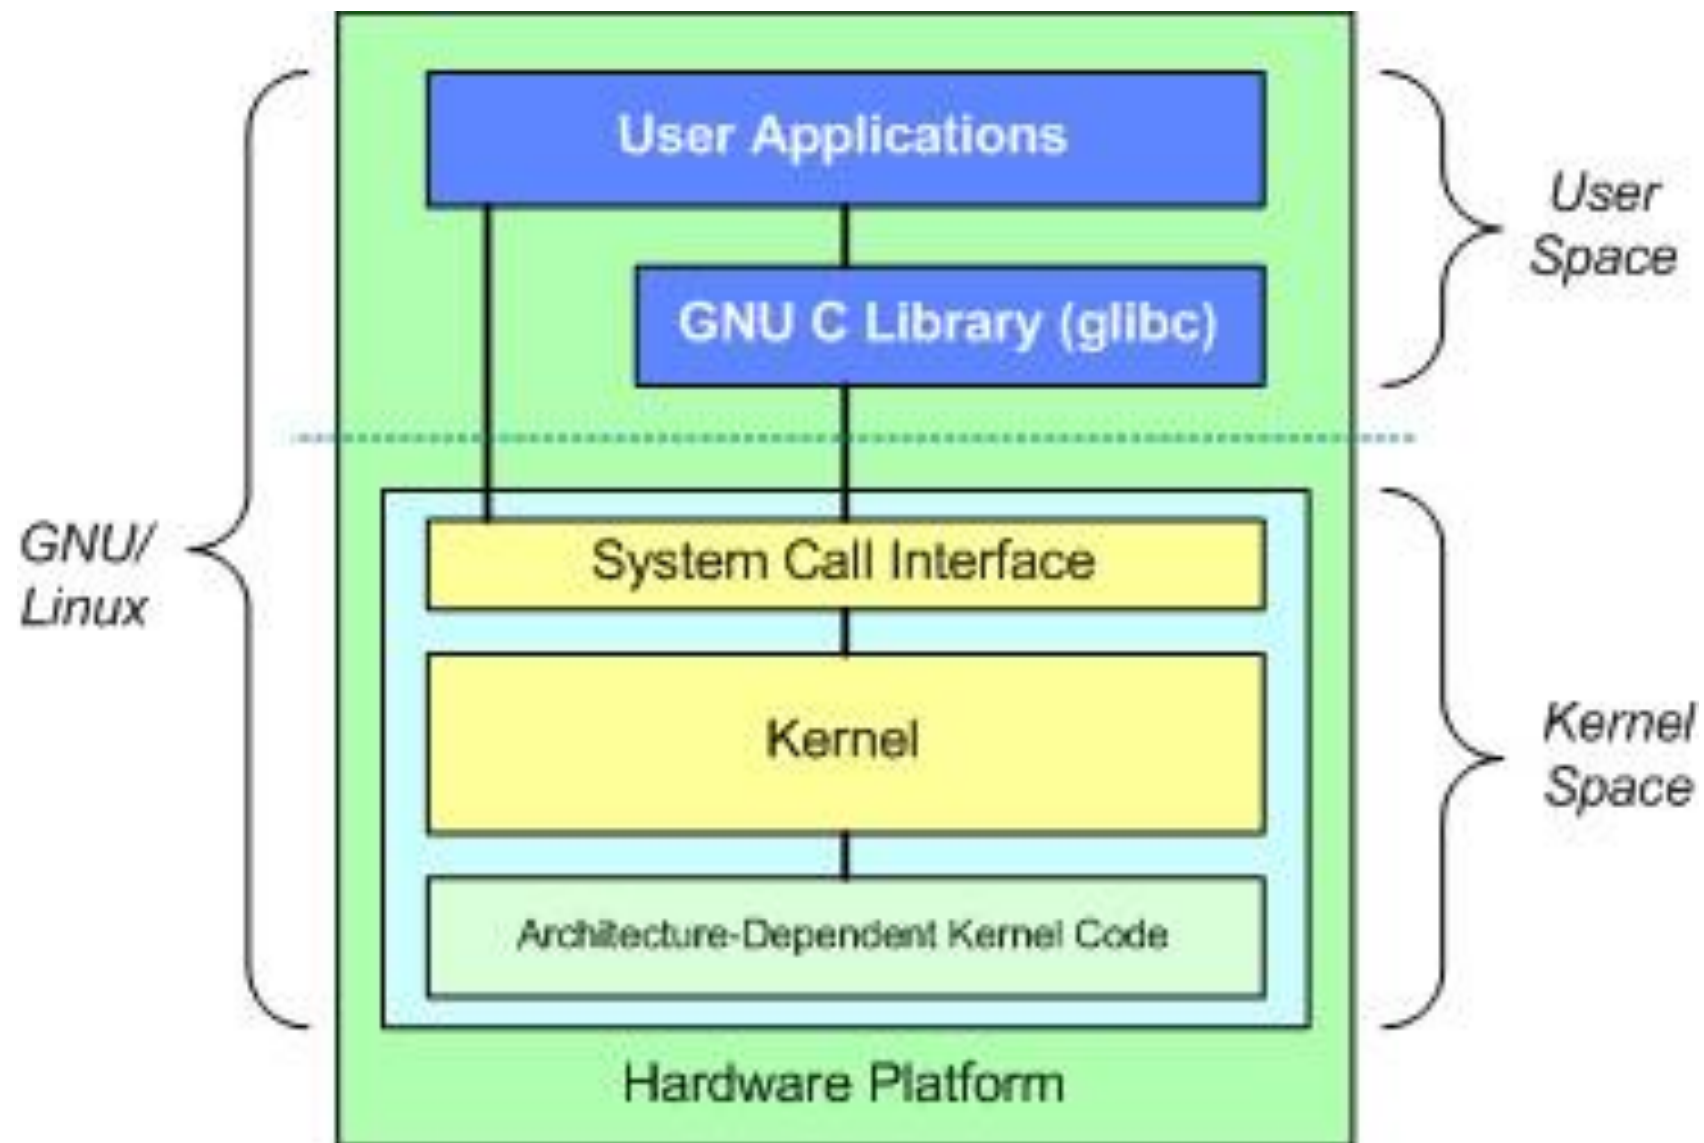 User Applications
User
Space
GNU C Library (glibc)
GNU/
Linux
System Call Interface
Kernel
Kernel
Space
Architecture-Dependent Kernel Code
Hardware Platform